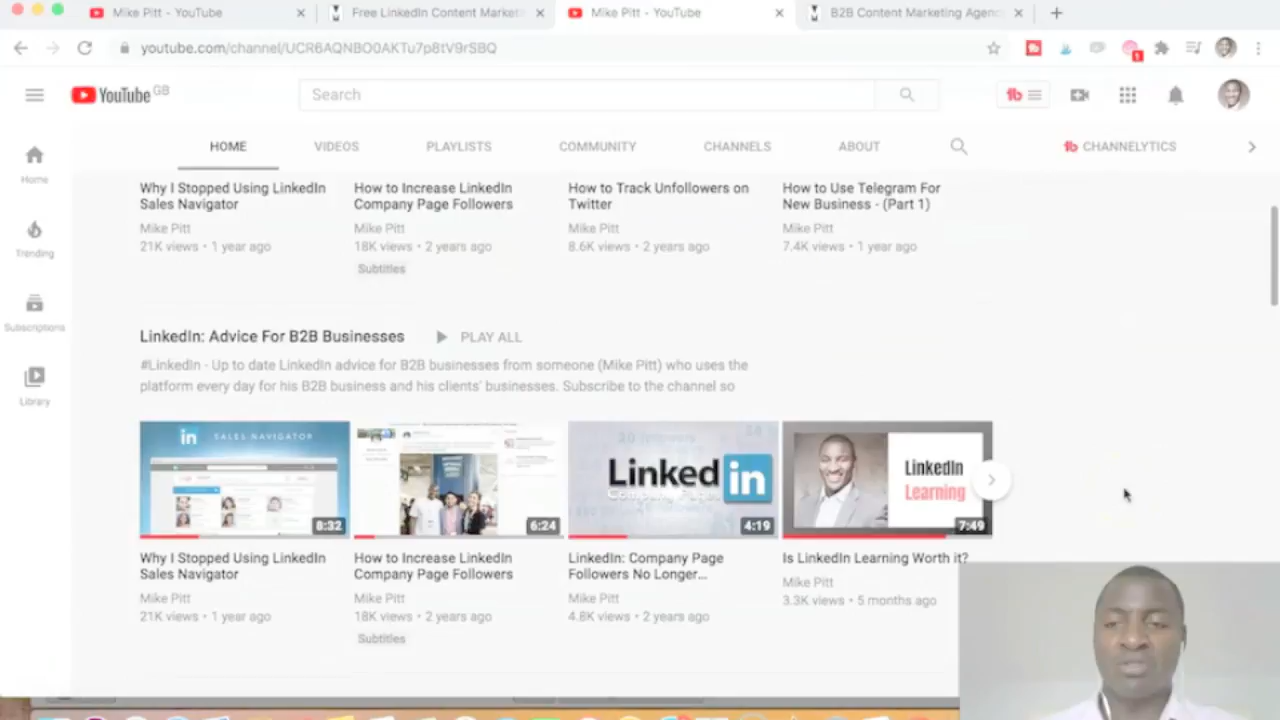 Mike Pitt - YouTube
Free LinkedIn Content Market
Mike Pitt - YouTube
B2B Content Marketing Agenc
youtube.com/channel/UCR6AQNBO0AKTu7p8tV9rSBQ
1
YouTube GB
Search
Home
Trending
Subscriptions
Library
HOME VIDEOS PLAYLISTS COMMUNITY CHANNELS ABOUT CHANNELYTICS
Why I Stopped Using LinkedIn
Sales Navigator
Mike Pitt
21K views • 1 year ago
How to Increase LinkedIn
Company Page Followers
Mike Pitt
18K views • 2 years ago
Subtitles
How to Track Unfollowers on
Twitter
Mike Pitt
8.6K views • 2 years ago
How to Use Telegram For
New Business - (Part 1)
Mike Pitt
7.4K views • 1 year ago
LinkedIn: Advice For B2B Businesses PLAY ALL
#LinkedIn - Up to date LinkedIn advice for B2B businesses from someone (Mike Pitt) who uses the
platform every day for his B2B business and his clients' businesses. Subscribe to the channel so
in SALES NAVIGATOR
8:32
Why I Stopped Using LinkedIn
Sales Navigator
Mike Pitt
21K views • 1 year ago
6:24
How to Increase LinkedIn
Company Page Followers
Mike Pitt
18K views • 2 years ago
Subtitles
20 followers
Linked in
Company Pages
4:19
LinkedIn: Company Page
Followers No Longer...
Mike Pitt
4.8K views • 2 years ago
LinkedIn
Learning
7:49
Is LinkedIn Learning Worth it?
Mike Pitt
3.3K views • 5 months ago